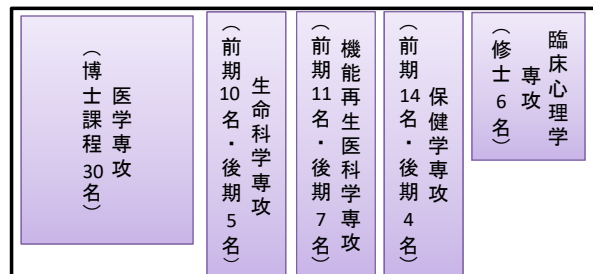 医学専攻
（博士課程30名）
生命科学専攻
（前期10名・後期5名）
機能再生医科学専攻
（前期11名・後期7名）
保健学専攻
（前期14名・後期4名）
臨床心理学
専攻
（修士6名）